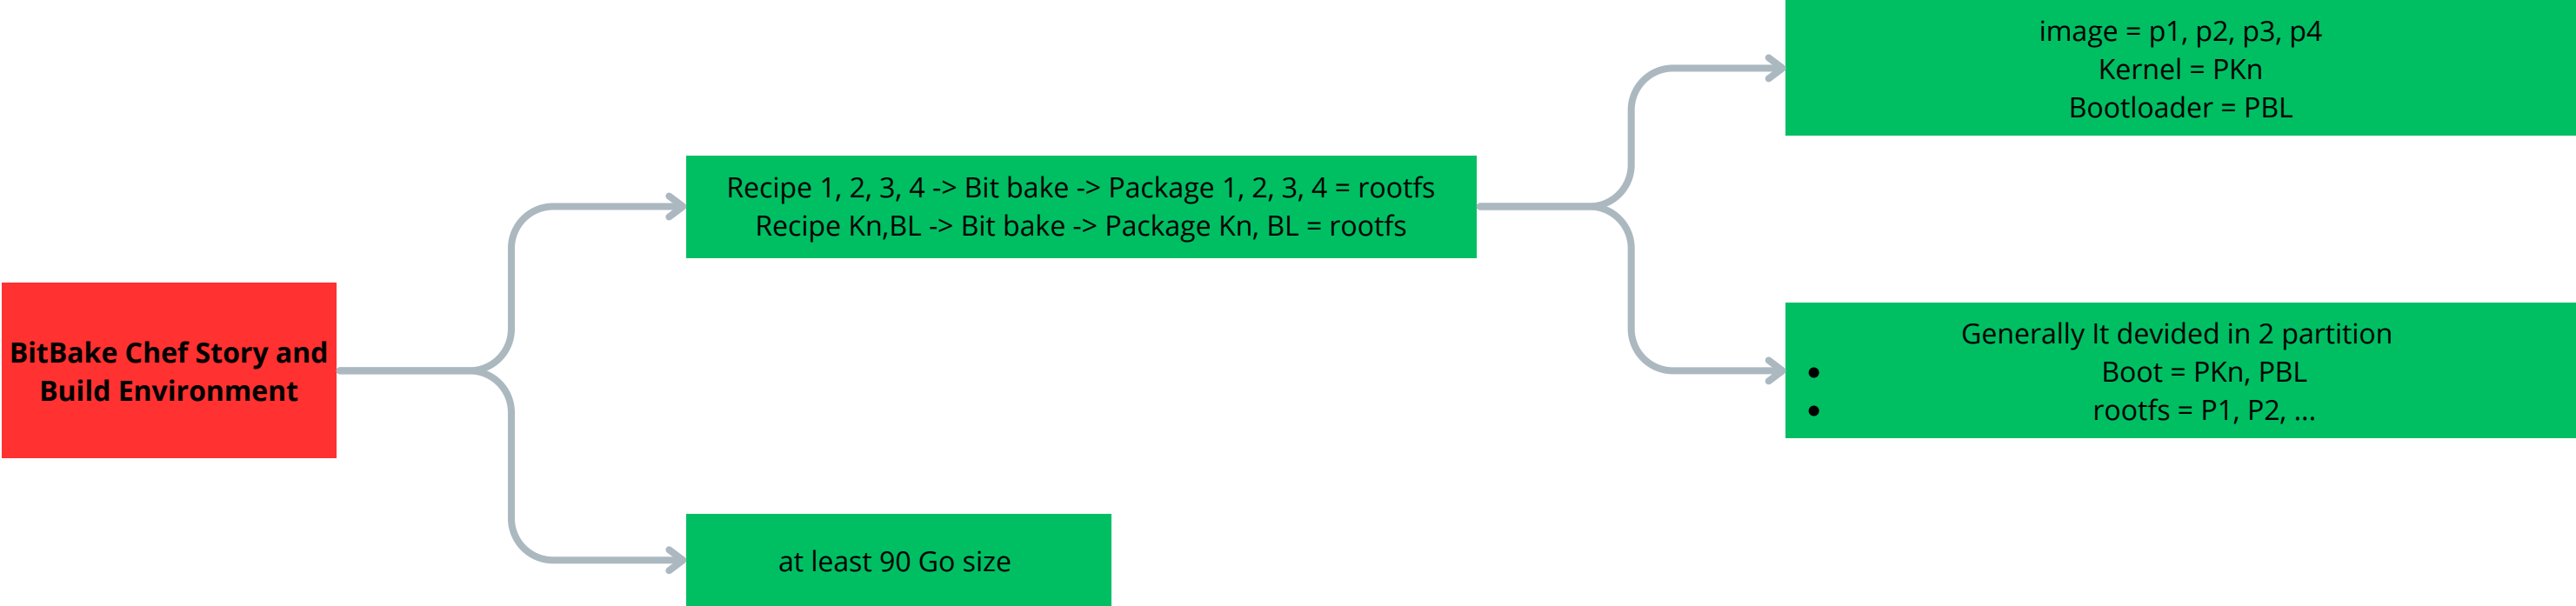 BitBake Chef Story and
Build Environment
Recipe 1, 2, 3, 4 -> Bit bake -> Package 1, 2, 3, 4 = rootfs
Recipe Kn,BL -> Bit bake -> Package Kn, BL = rootfs
image = p1, p2, p3, p4
Kernel = PKn
Bootloader = PBL
Generally It devided in 2 partition
• Boot = PKn, PBL
• rootfs = P1, P2, ...
at least 90 Go size